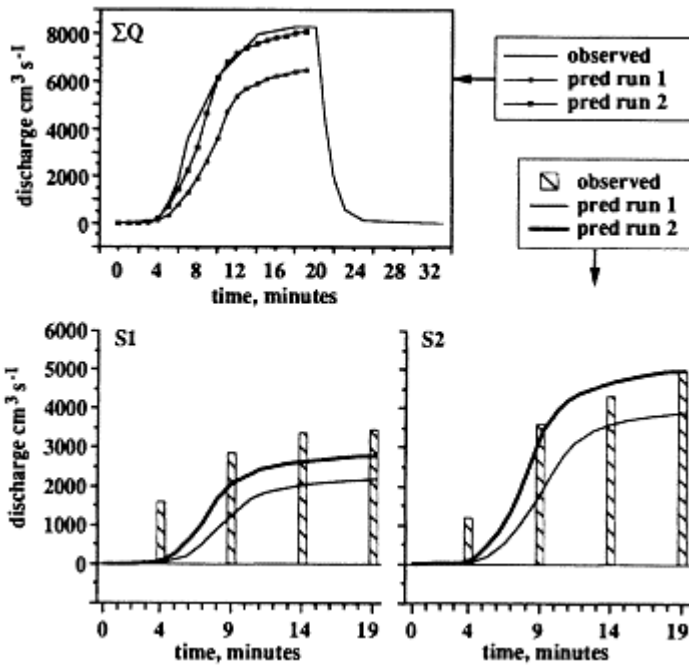 ΣQ
discharge cm³ s⁻¹
8000
6000
4000
2000
0
0 4 8 12 16 20 24 28 32
time, minutes
observed
pred run 1
pred run 2
observed
pred run 1
pred run 2
S1
discharge cm³ s⁻¹
6000
5000
4000
3000
2000
1000
0
4 9 14 19
time, minutes
S2
4 9 14 19
time, minutes